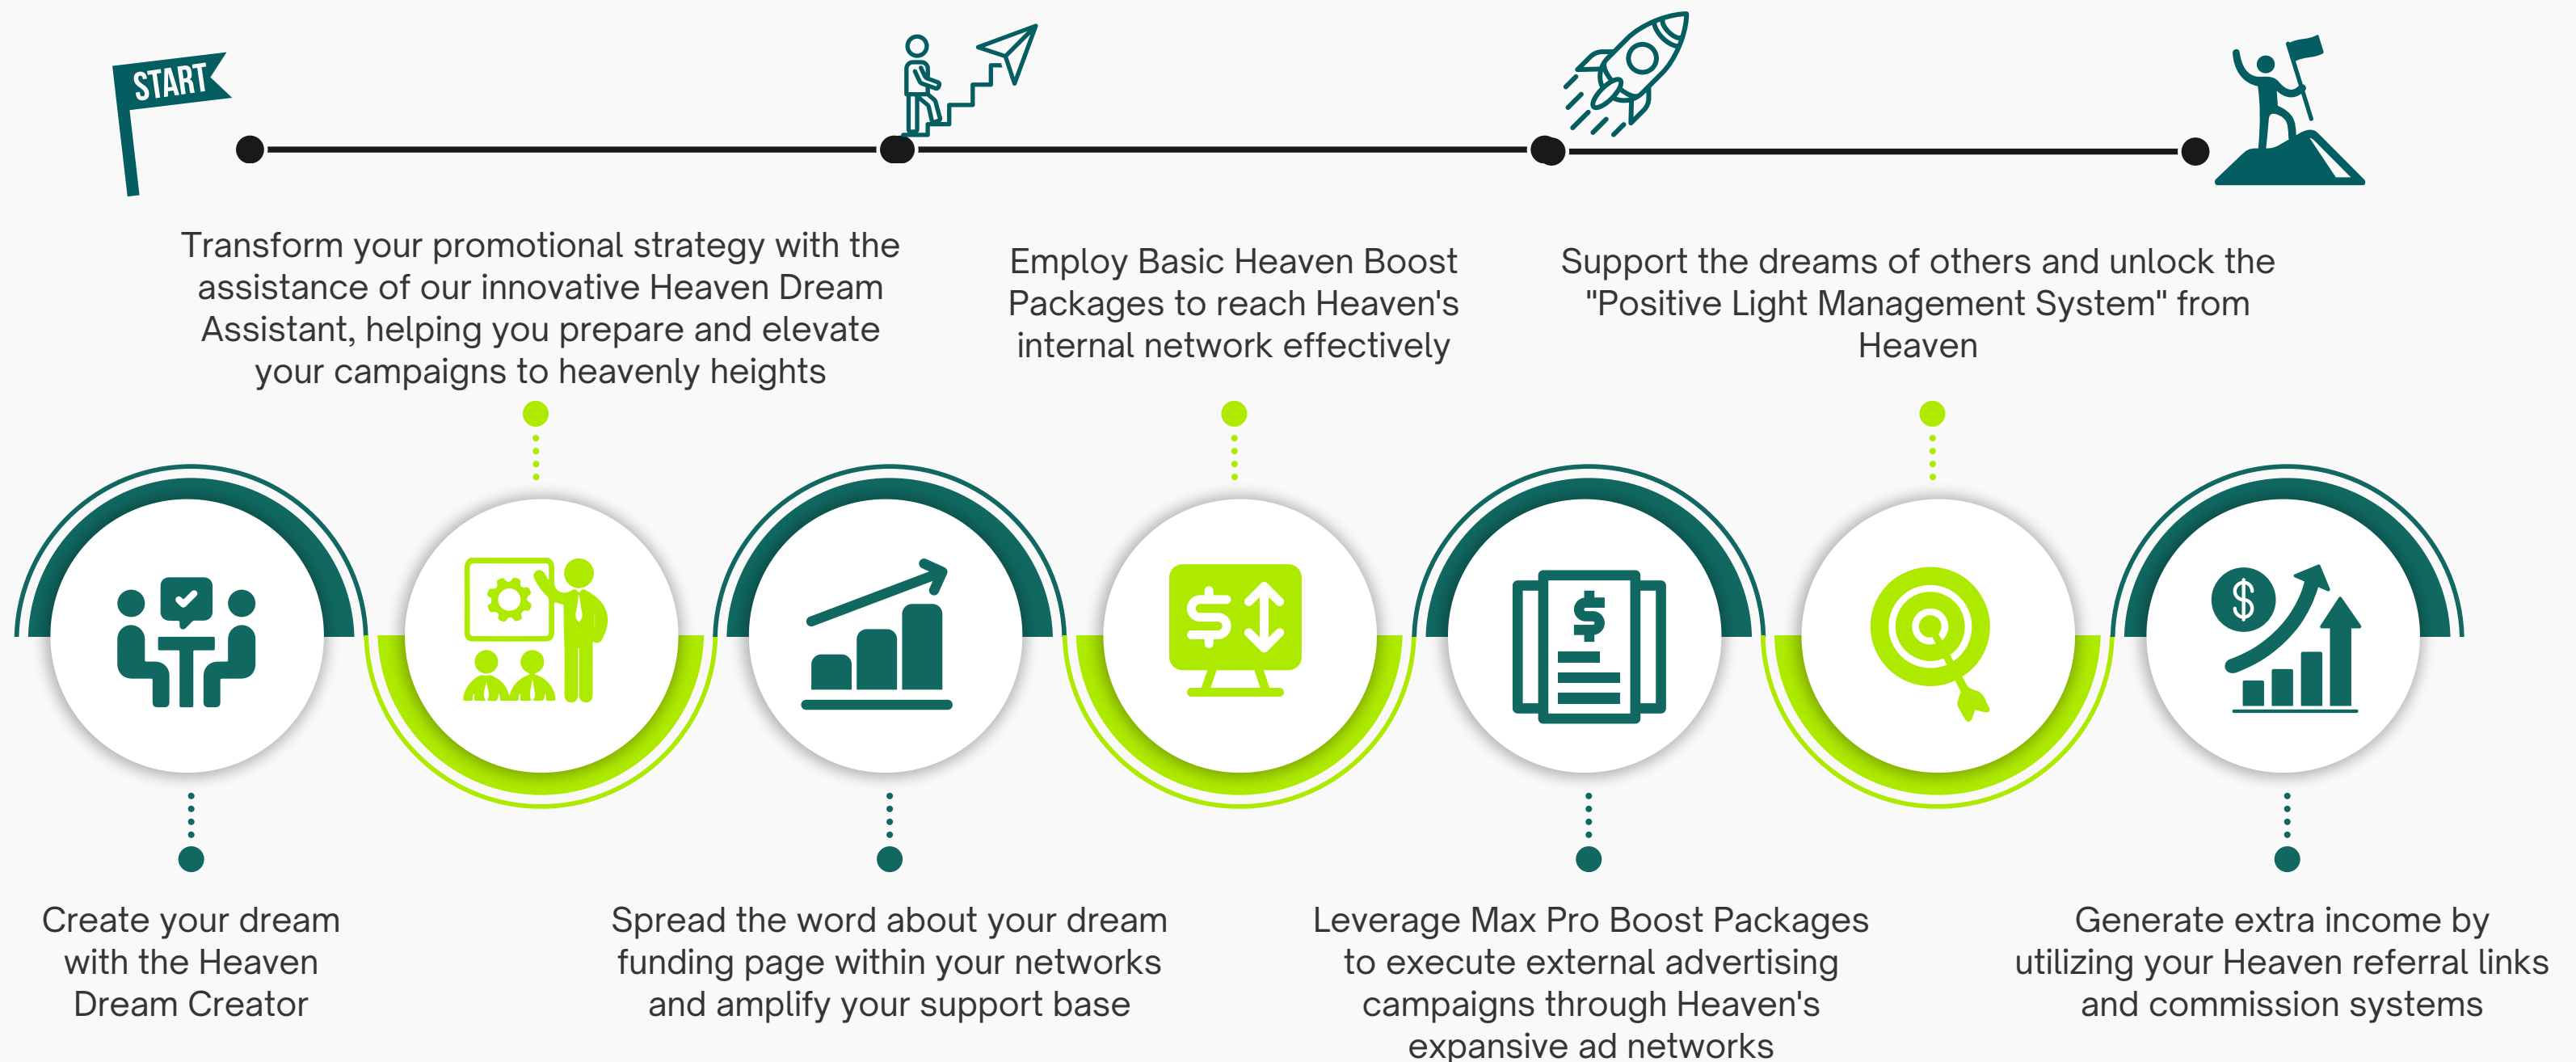 START
Transform your promotional strategy with the
assistance of our innovative Heaven Dream
Assistant, helping you prepare and elevate
your campaigns to heavenly heights
Employ Basic Heaven Boost
Packages to reach Heaven's
internal network effectively
Support the dreams of others and unlock the
"Positive Light Management System" from
Heaven
$
$
$
Create your dream
with the Heaven
Dream Creator
Spread the word about your dream
funding page within your networks
and amplify your support base
Leverage Max Pro Boost Packages
to execute external advertising
campaigns through Heaven's
expansive ad networks
Generate extra income by
utilizing your Heaven referral links
and commission systems